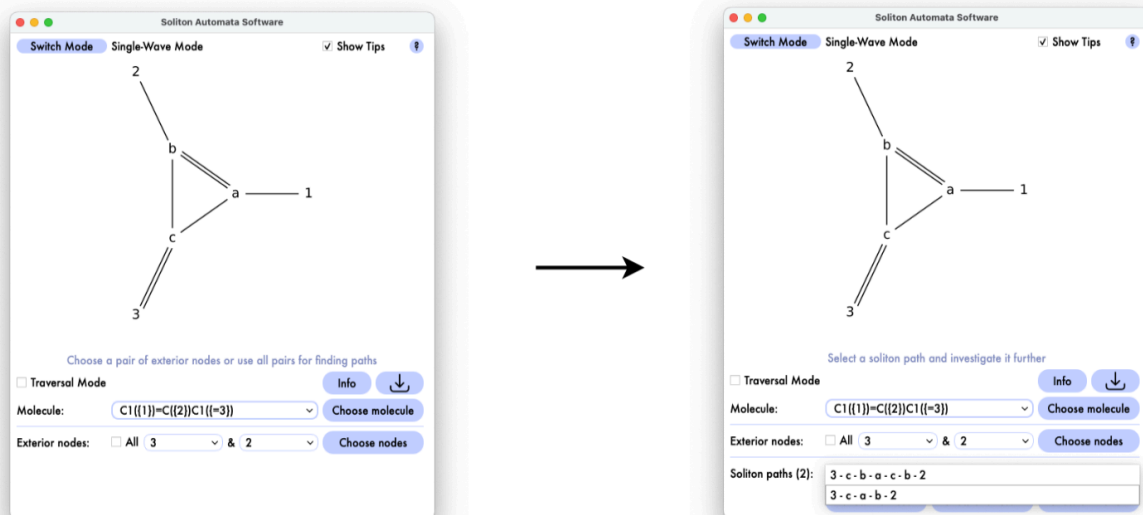 Soliton Automata Software
Switch Mode Single-Wave Mode Show Tips ?
2
b
a 1
c
3
Choose a pair of exterior nodes or use all pairs for finding paths
Traversal Mode Info
Molecule: C1({1})=C({2})C1({=3}) Choose molecule
Exterior nodes: All 3 & 2 Choose nodes
Soliton Automata Software
Switch Mode Single-Wave Mode Show Tips ?
2
b
a 1
c
3
Select a soliton path and investigate it further
Traversal Mode Info
Molecule: C1({1})=C({2})C1({=3}) Choose molecule
Exterior nodes: All 3 & 2 Choose nodes
Soliton paths (2): 3 - c - b - a - c - b - 2
3 - c - a - b - 2